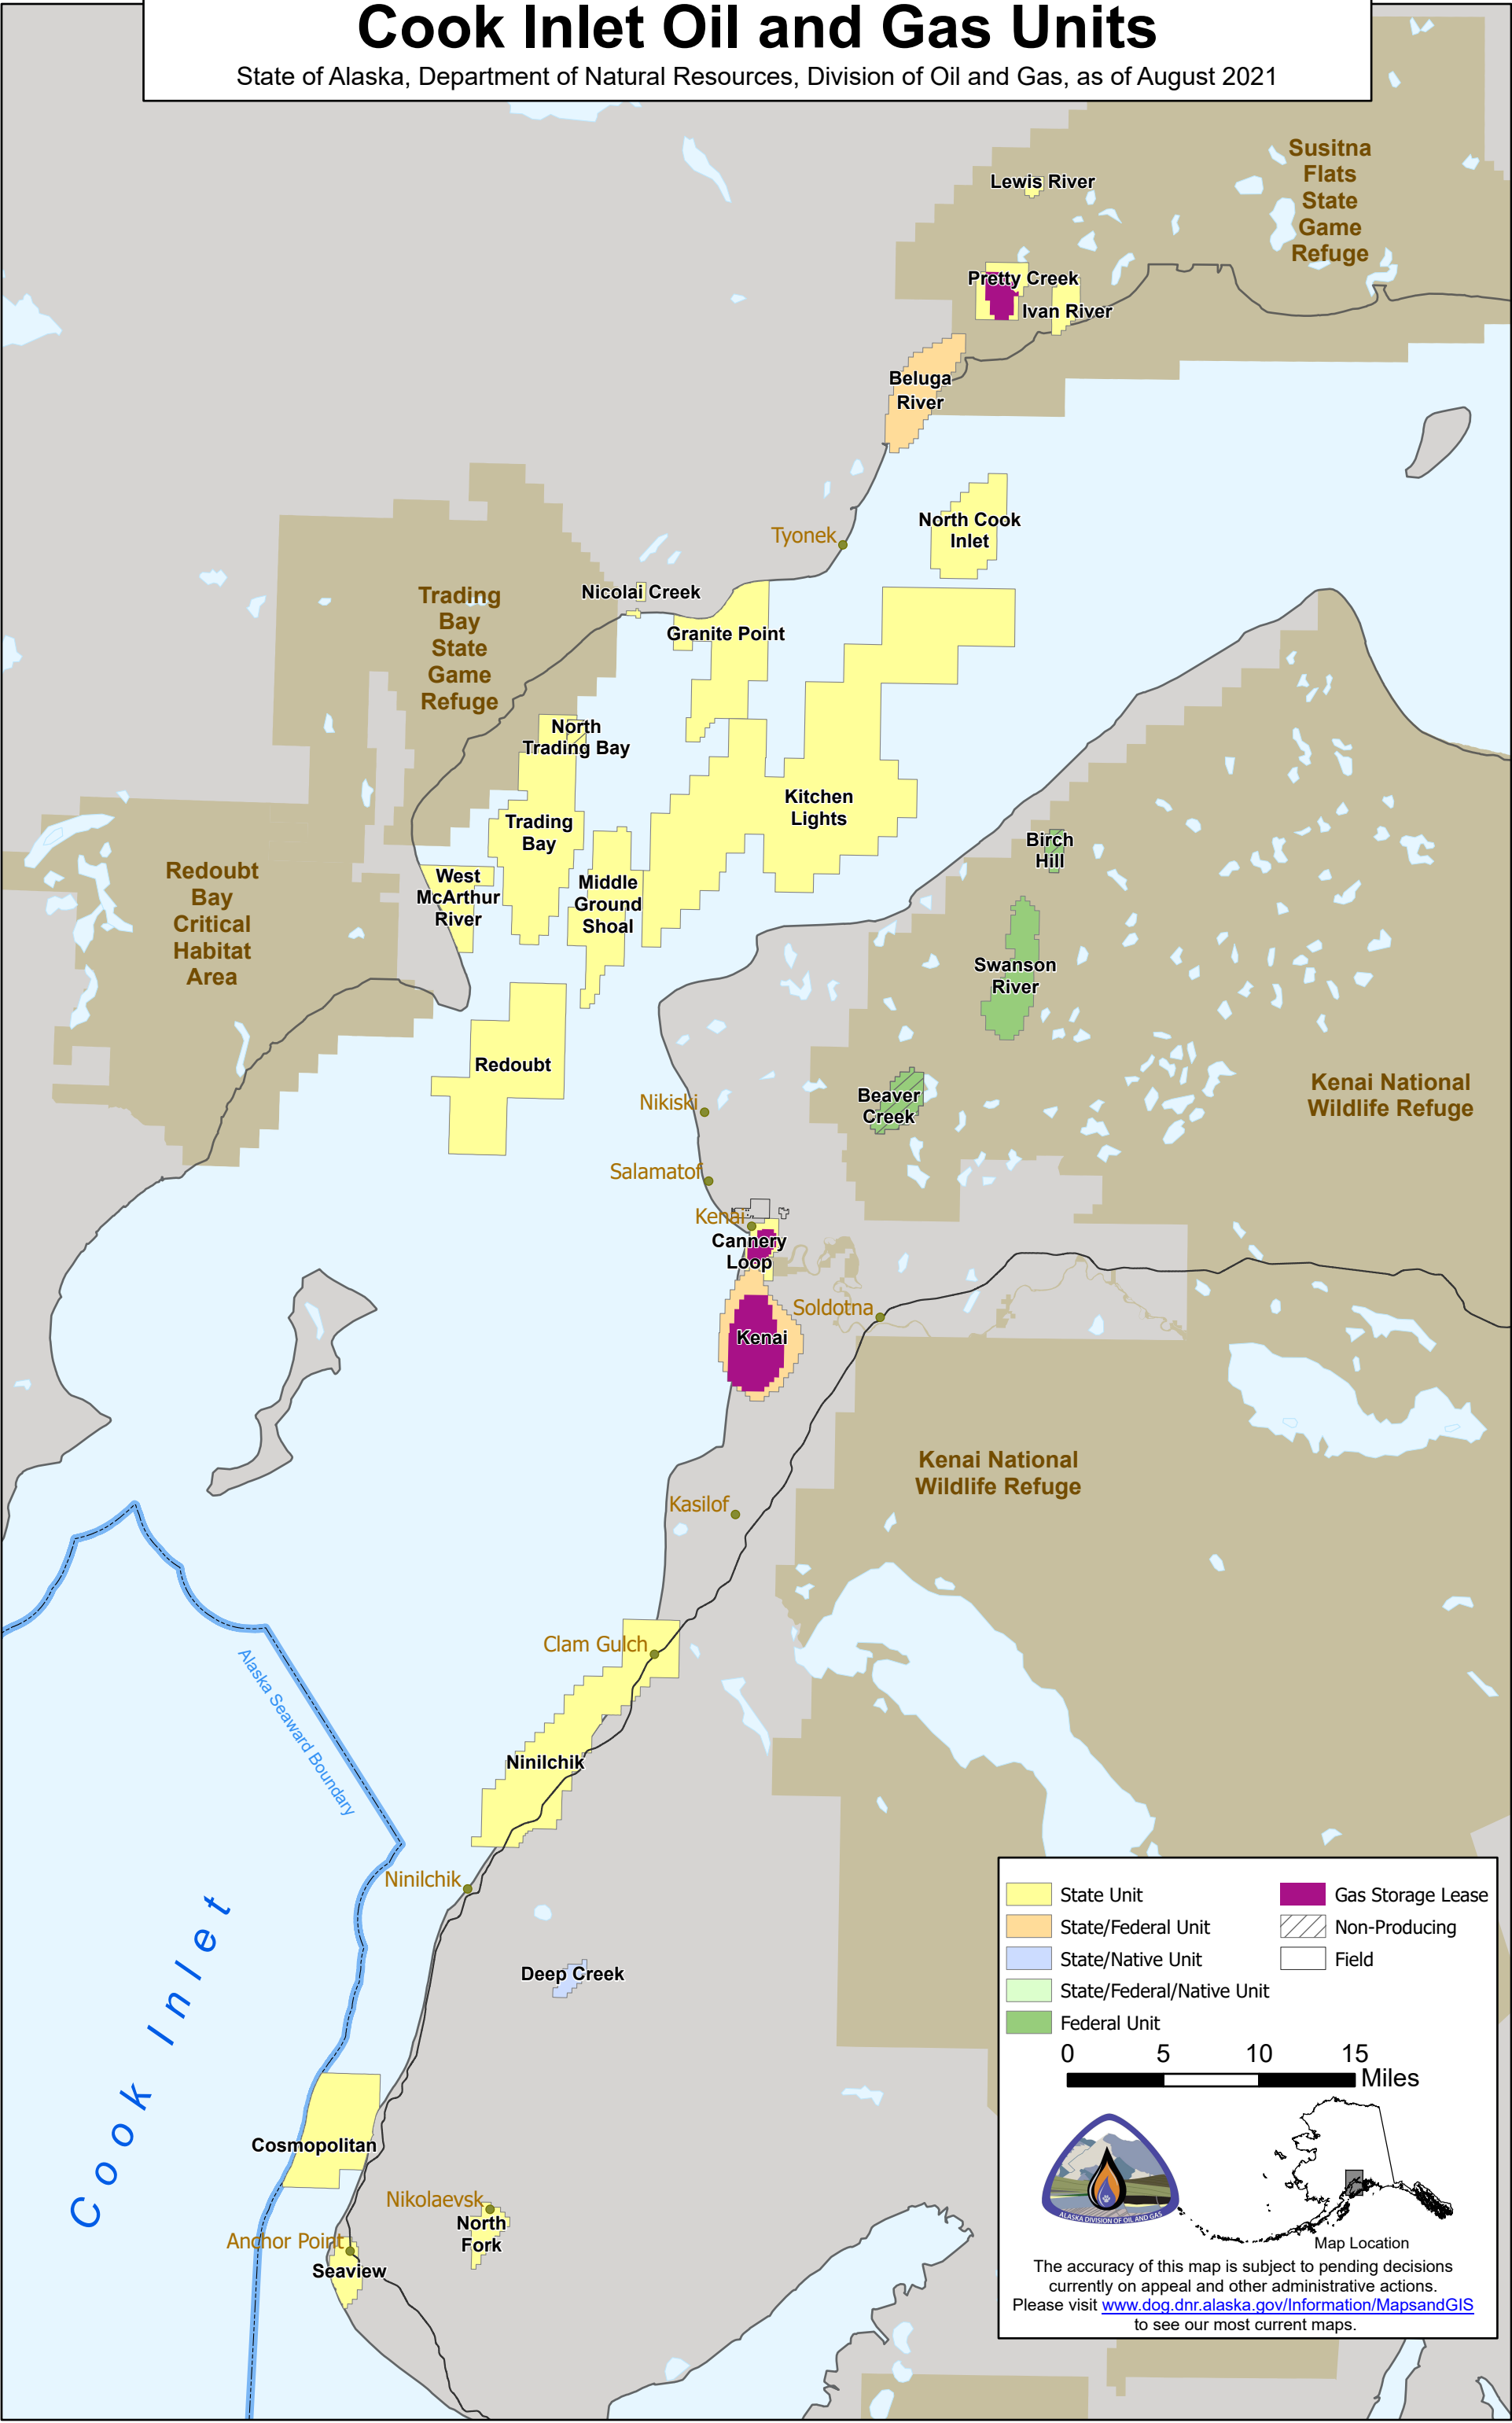 Cook Inlet Oil and Gas Units
State of Alaska, Department of Natural Resources, Division of Oil and Gas, as of August 2021
Susitna
Flats
State
Game
Refuge
Lewis River
Pretty Creek
Ivan River
Beluga
River
North Cook
Inlet
Tyonek
Nicolai Creek
Granite Point
Trading
Bay
State
Game
Refuge
North
Trading Bay
Kitchen
Lights
Trading
Bay
Birch
Hill
Redoubt
Bay
Critical
Habitat
Area
West
McArthur
River
Middle
Ground
Shoal
Swanson
River
Redoubt
Beaver
Creek
Kenai National
Wildlife Refuge
Nikiski
Salamatof
Kenai
Cannery
Loop
Soldotna
Kenai
Kenai National
Wildlife Refuge
Kasilof
Clam Gulch
Alaska Seaward Boundary
Ninilchik
Ninilchik
Cook Inlet
Deep Creek
Cosmopolitan
Nikolaevsk
North
Fork
Anchor Point
Seaview
State Unit
State/Federal Unit
State/Native Unit
State/Federal/Native Unit
Federal Unit
Gas Storage Lease
Non-Producing
Field
0 5 10 15
Miles
ALASKA DIVISION OF OIL AND GAS
Map Location
The accuracy of this map is subject to pending decisions
currently on appeal and other administrative actions.
Please visit www.dog.dnr.alaska.gov/Information/MapsandGIS
to see our most current maps.